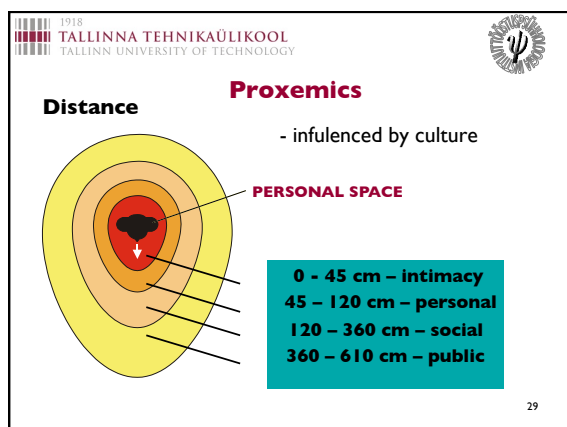 1918
TALLINNA TEHNIKAÜLIKOOL
TALLINN UNIVERSITY OF TECHNOLOGY
Proxemics
Distance
- infulenced by culture
PERSONAL SPACE
0 - 45 cm – intimacy
45 – 120 cm – personal
120 – 360 cm – social
360 – 610 cm – public
29